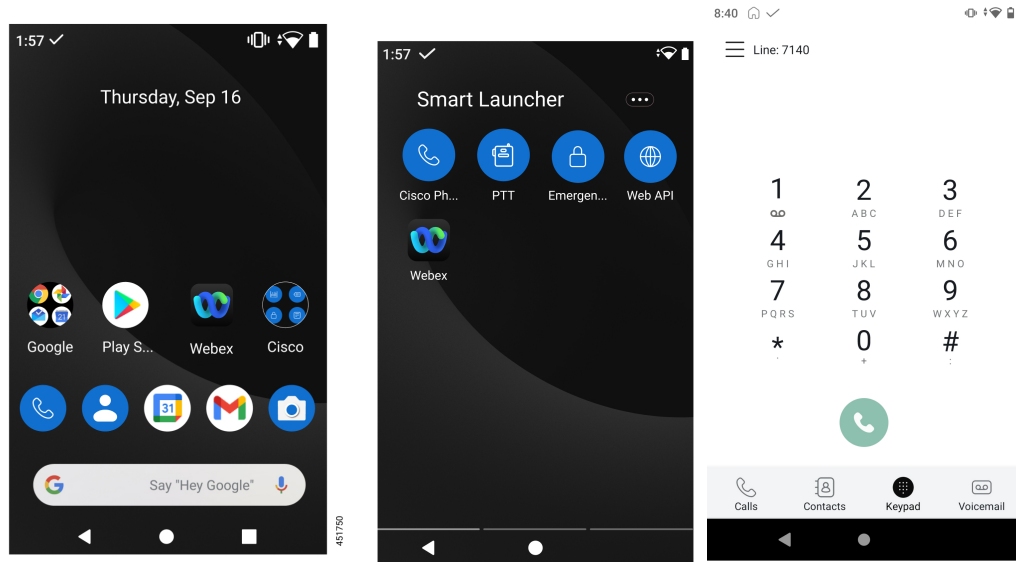 1:57
Thursday, Sep 16
31
Google
Play S...
Webex
Cisco
31
Say "Hey Google"
451750
1:57
Smart Launcher
Cisco Ph...
PTT
Emergen...
Web API
Webex
8:40
Line: 7140
1
2
3
ABC
DEF
4
5
6
GHI
JKL
MNO
7
8
9
PQRS
TUV
WXYZ
*
0
#
+
Calls
Contacts
Keypad
Voicemail